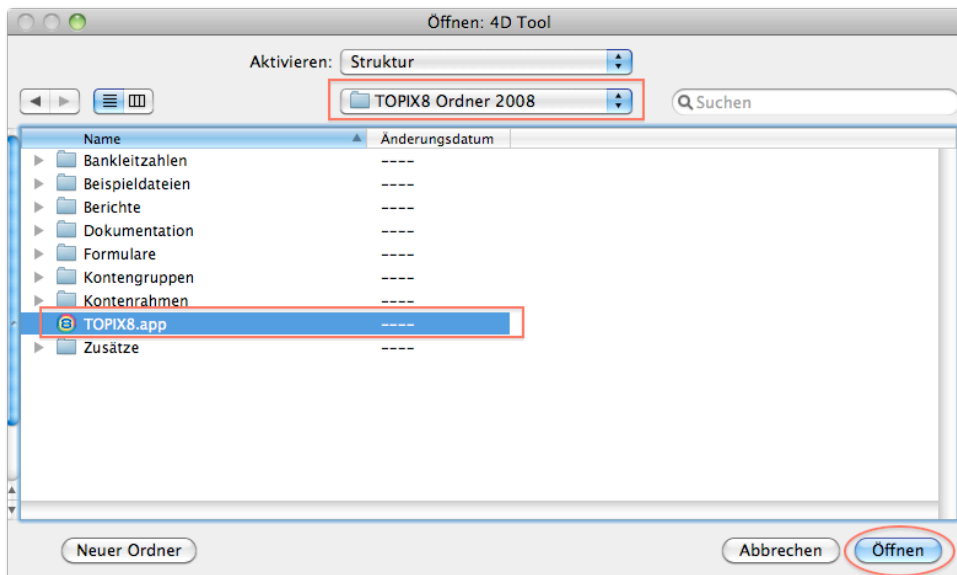 Öffnen: 4D Tool
Aktivieren: Struktur
TOPIX8 Ordner 2008 Suchen
Name Änderungsdatum
Bankleitzahlen ----
Beispieldateien ----
Berichte ----
Dokumentation ----
Formulare ----
Kontengruppen ----
Kontenrahmen ----
8 TOPIX8.app ----
Zusätze ----
Neuer Ordner Abbrechen Öffnen